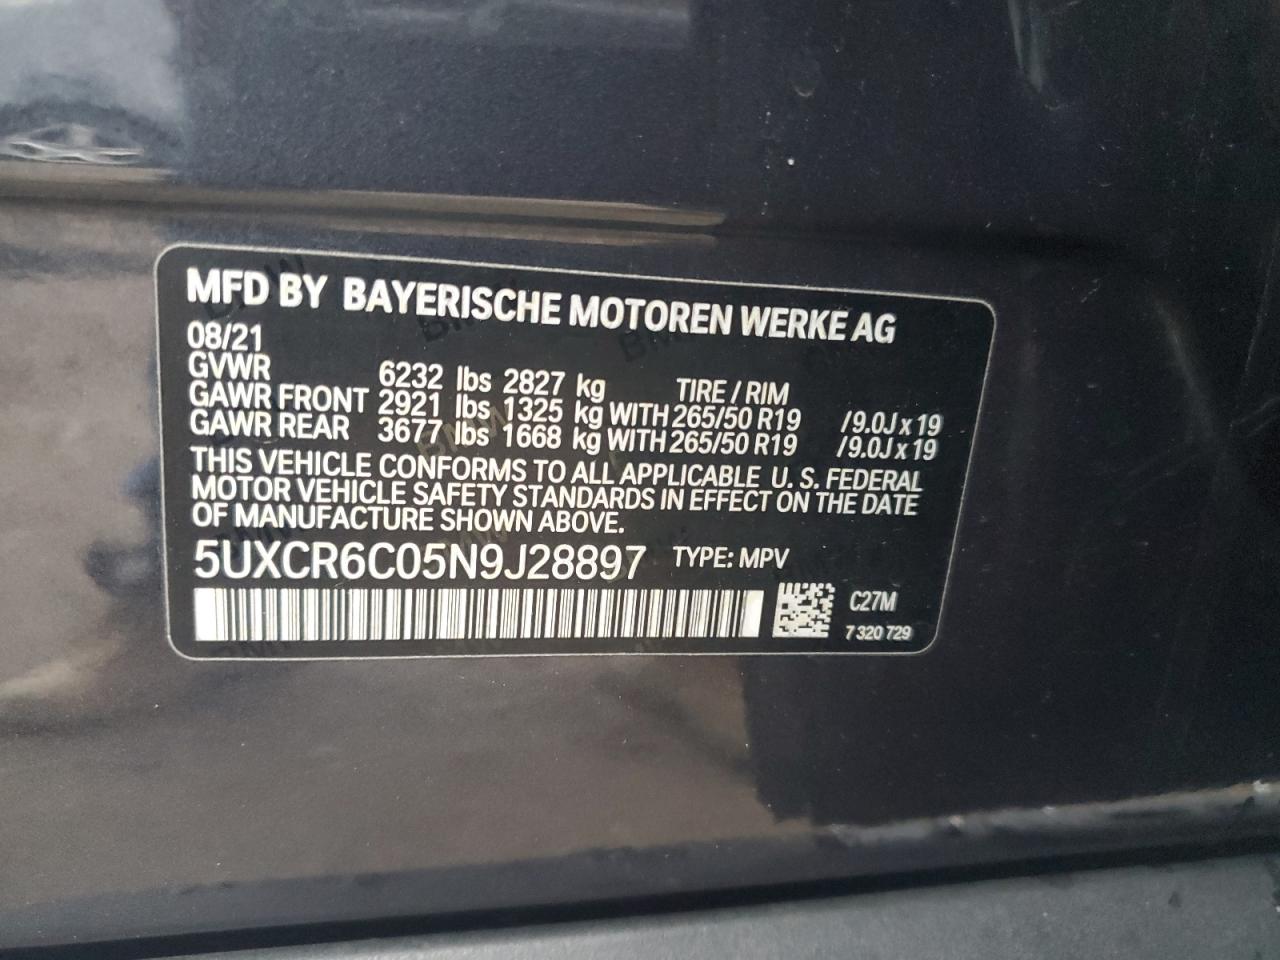 MFD BY BAYERISCHE MOTOREN WERKE AG
08/21
GVWR 6232 lbs 2827 kg TIRE / RIM
GAWR FRONT 2921 lbs 1325 kg WITH 265/50 R19 /9.0J x 19
GAWR REAR 3677 lbs 1668 kg WITH 265/50 R19 /9.0J x 19
THIS VEHICLE CONFORMS TO ALL APPLICABLE U. S. FEDERAL
MOTOR VEHICLE SAFETY STANDARDS IN EFFECT ON THE DATE
OF MANUFACTURE SHOWN ABOVE.
5UXCR6C05N9J28897 TYPE: MPV
C27M
7 320 729